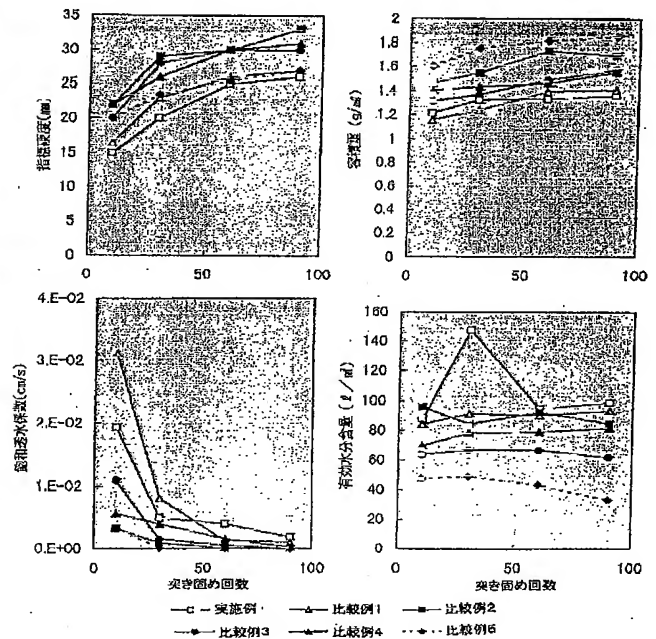 35
30
25
20
15
10
5
0
指標硬度(mm)
0
50
100
2
1.8
1.6
1.4
1.2
1
0.8
0.6
0.4
0.2
0
容積重 (g/ml)
0
50
100
4.E-02
3.E-02
2.E-02
1.E-02
0.E+00
飽和透水係数(cm/s)
0
50
100
突き固め回数
160
140
120
100
80
60
40
20
0
有効水分含量 (ℓ/㎥)
0
50
100
突き固め回数
実施例1
比較例1
比較例2
比較例3
比較例4
比較例5